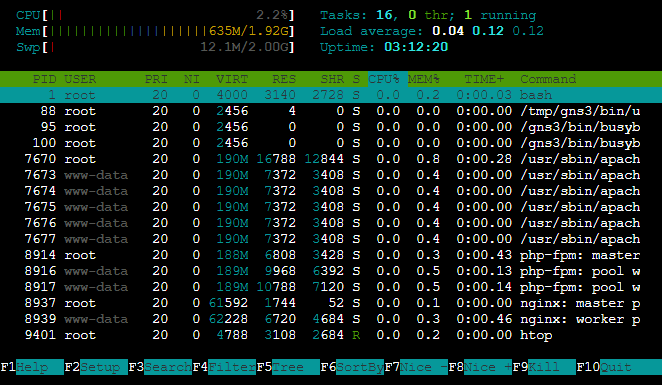 CPU[|| 2.2%] Tasks: 16, 0 thr; 1 running
Mem[||||||||||||||||||||635M/1.92G] Load average: 0.04 0.12 0.12
Swp[| 12.1M/2.00G] Uptime: 03:12:20
PID USER PRI NI VIRT RES SHR S CPU% MEM% TIME+ Command
1 root 20 0 4000 3140 2728 S 0.0 0.2 0:00.03 bash
88 root 20 0 2456 4 0 S 0.0 0.0 0:00.00 /tmp/gns3/bin/u
95 root 20 0 2456 0 0 S 0.0 0.0 0:00.00 /gns3/bin/busyb
100 root 20 0 2456 0 0 S 0.0 0.0 0:00.00 /gns3/bin/busyb
7670 root 20 0 190M 16788 12844 S 0.0 0.8 0:00.28 /usr/sbin/apach
7673 www-data 20 0 190M 7372 3408 S 0.0 0.4 0:00.00 /usr/sbin/apach
7674 www-data 20 0 190M 7372 3408 S 0.0 0.4 0:00.00 /usr/sbin/apach
7675 www-data 20 0 190M 7372 3408 S 0.0 0.4 0:00.00 /usr/sbin/apach
7676 www-data 20 0 190M 7372 3408 S 0.0 0.4 0:00.00 /usr/sbin/apach
7677 www-data 20 0 190M 7372 3408 S 0.0 0.4 0:00.00 /usr/sbin/apach
8914 root 20 0 188M 6808 3428 S 0.0 0.3 0:00.43 php-fpm: master
8916 www-data 20 0 189M 9968 6392 S 0.0 0.5 0:00.13 php-fpm: pool w
8917 www-data 20 0 189M 10788 7120 S 0.0 0.5 0:00.14 php-fpm: pool w
8937 root 20 0 61592 1744 52 S 0.0 0.1 0:00.00 nginx: master p
8939 www-data 20 0 62228 6720 4684 S 0.0 0.3 0:00.46 nginx: worker p
9401 root 20 0 4788 3108 2684 R 0.0 0.2 0:00.00 htop
F1Help F2Setup F3SearchF4FilterF5Tree F6SortByF7Nice -F8Nice +F9Kill F10Quit